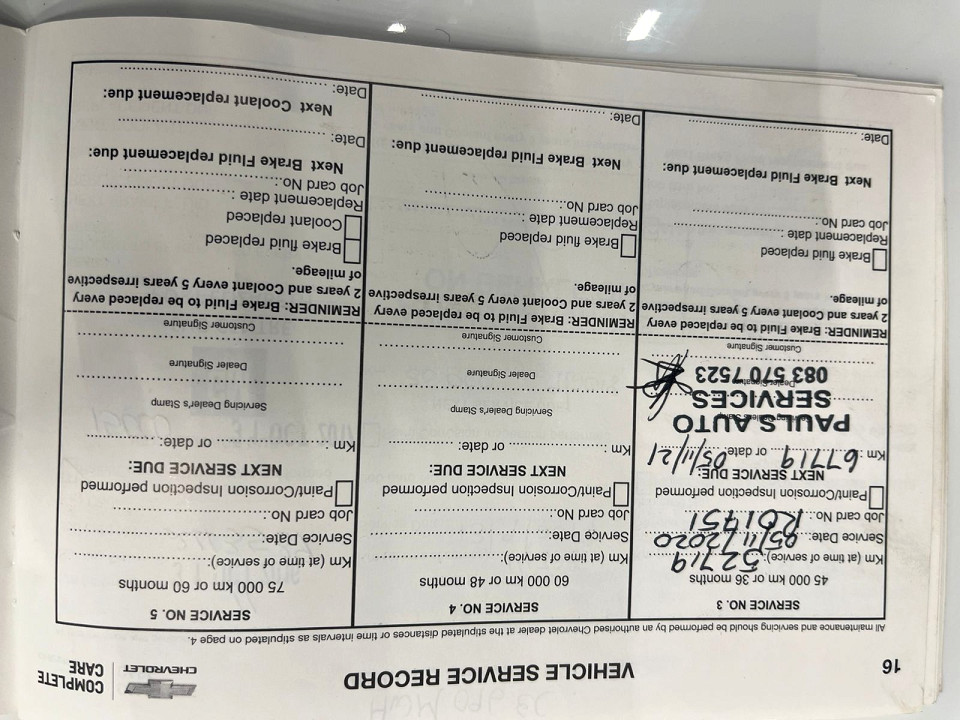 16
VEHICLE SERVICE RECORD
CHEVROLET
COMPLETE
CARE
All maintenance and servicing should be performed by an authorised Chevrolet dealer at the stipulated distances or time intervals as stipulated on page 4.
SERVICE NO. 3
45 000 km or 36 months
Km (at time of service): 52719
Service Date: 05/11/2020
Job card No.: RD1451
Paint/Corrosion Inspection performed
NEXT SERVICE DUE:
Km : 67719 or date: 05/11/21
Servicing Dealer's Stamp
PAULS AUTO
SERVICES
Dealer Signature
083 570 7523
Customer Signature
REMINDER: Brake Fluid to be replaced every
2 years and Coolant every 5 years irrespective
of mileage.
Brake fluid replaced
Replacement date :
Job card No.:
Next Brake Fluid replacement due:
Date:
SERVICE NO. 4
60 000 km or 48 months
Km (at time of service):
Service Date:
Job card No.:
Paint/Corrosion Inspection performed
NEXT SERVICE DUE:
Km : or date:
Servicing Dealer's Stamp
Dealer Signature
Customer Signature
REMINDER: Brake Fluid to be replaced every
2 years and Coolant every 5 years irrespective
of mileage.
Brake fluid replaced
Replacement date :
Job card No.:
Next Brake Fluid replacement due:
Date:
SERVICE NO. 5
75 000 km or 60 months
Km (at time of service):
Service Date:
Job card No.:
Paint/Corrosion Inspection performed
NEXT SERVICE DUE:
Km : or date:
Servicing Dealer's Stamp
Dealer Signature
Customer Signature
REMINDER: Brake Fluid to be replaced every
2 years and Coolant every 5 years irrespective
of mileage.
Brake fluid replaced
Coolant replaced
Replacement date :
Job card No.:
Next Brake Fluid replacement due:
Date:
Next Coolant replacement due:
Date: